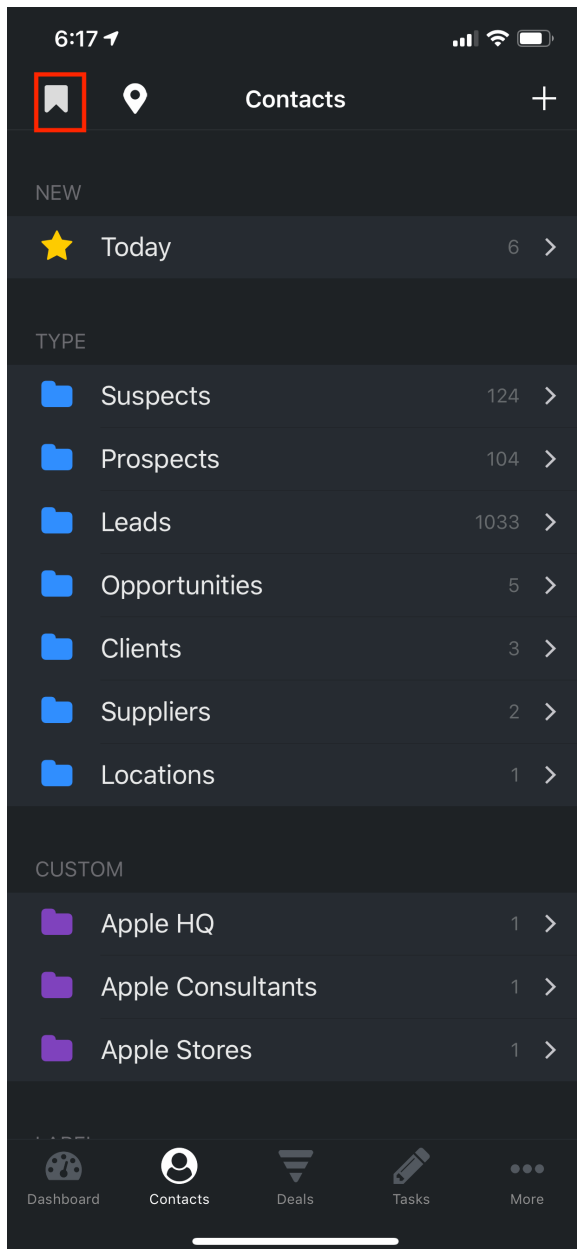 6:17
Contacts
NEW
Today 6
TYPE
Suspects 124
Prospects 104
Leads 1033
Opportunities 5
Clients 3
Suppliers 2
Locations 1
CUSTOM
Apple HQ 1
Apple Consultants 1
Apple Stores 1
LABEL
Dashboard Contacts Deals Tasks More